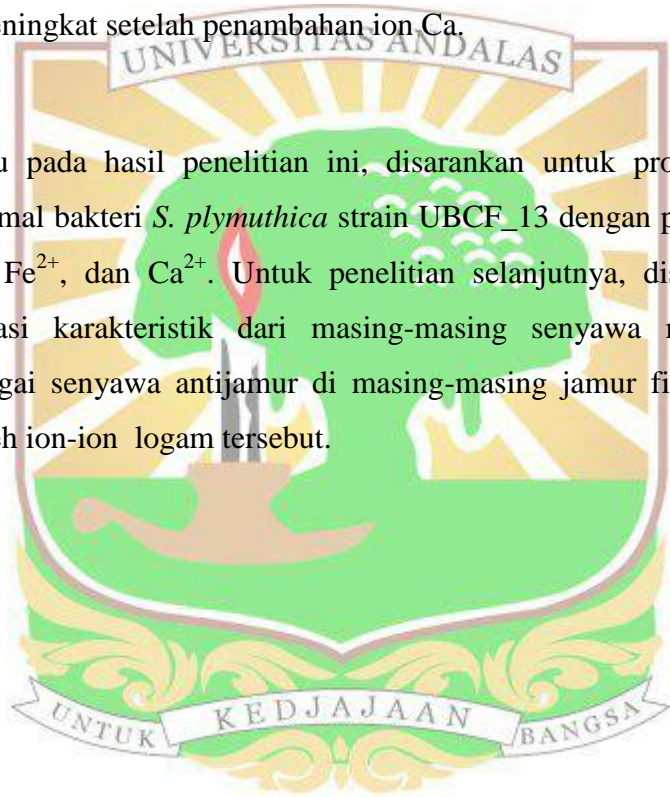 eningkat setelah penambahan ion Ca.
UNIVERSITAS ANDALAS
u pada hasil penelitian ini, disarankan untuk pro
mal bakteri S. plymuthica strain UBCF_13 dengan p
Fe²⁺, dan Ca²⁺. Untuk penelitian selanjutnya, dis
asi karakteristik dari masing-masing senyawa
gai senyawa antijamur di masing-masing jamur fi
eh ion-ion logam tersebut.
UNTUK KEDJAJAAN BANGSA